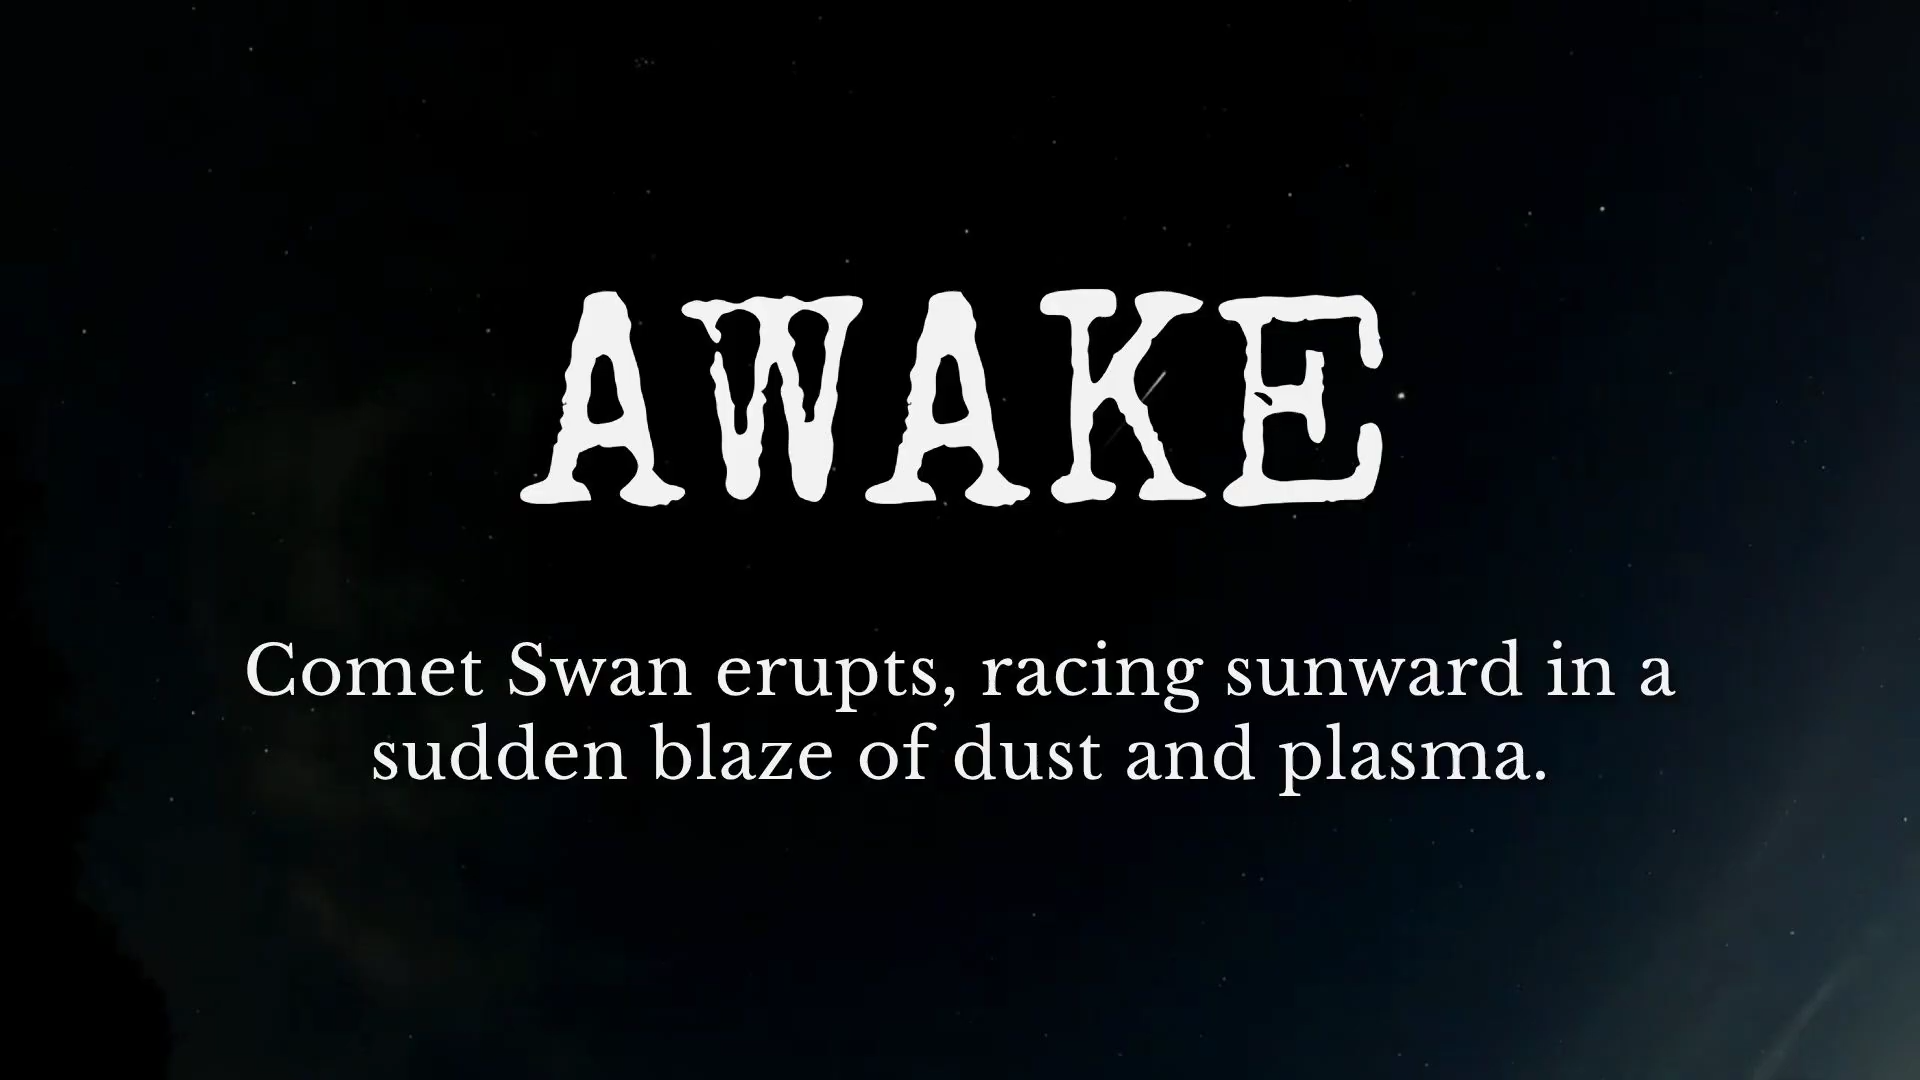 AWAKE
Comet Swan erupts, racing sunward in a
sudden blaze of dust and plasma.